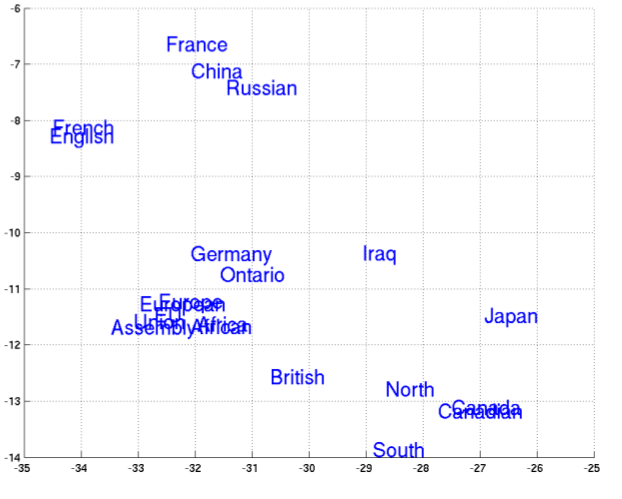 -6
France
-7
China
Russian
-8
French
English
-9
-10
Germany
Iraq
Ontario
-11
Europe
European
EU
Japan
Union
Africa
Assembly
African
-12
British
North
-13
Canada
Canadian
South
-14
-35 -34 -33 -32 -31 -30 -29 -28 -27 -26 -25